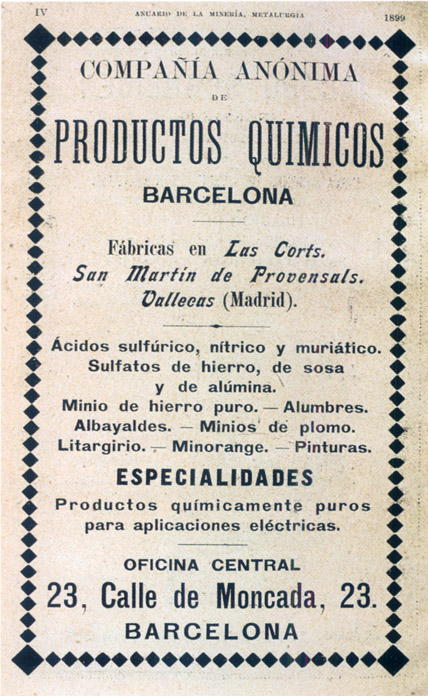 IV ANUARIO DE LA MINERÍA, METALURGIA 1899
COMPAÑÍA ANÓNIMA
DE
PRODUCTOS QUIMICOS
BARCELONA
Fábricas en Las Corts.
San Martín de Provensals.
Vallecas (Madrid).
Ácidos sulfúrico, nítrico y muriático.
Sulfatos de hierro, de sosa
y de alúmina.
Minio de hierro puro. — Alumbres.
Albayaldes. — Minios de plomo.
Litargirio. — Minorange. — Pinturas.
ESPECIALIDADES
Productos químicamente puros
para aplicaciones eléctricas.
OFICINA CENTRAL
23, Calle de Moncada, 23.
BARCELONA